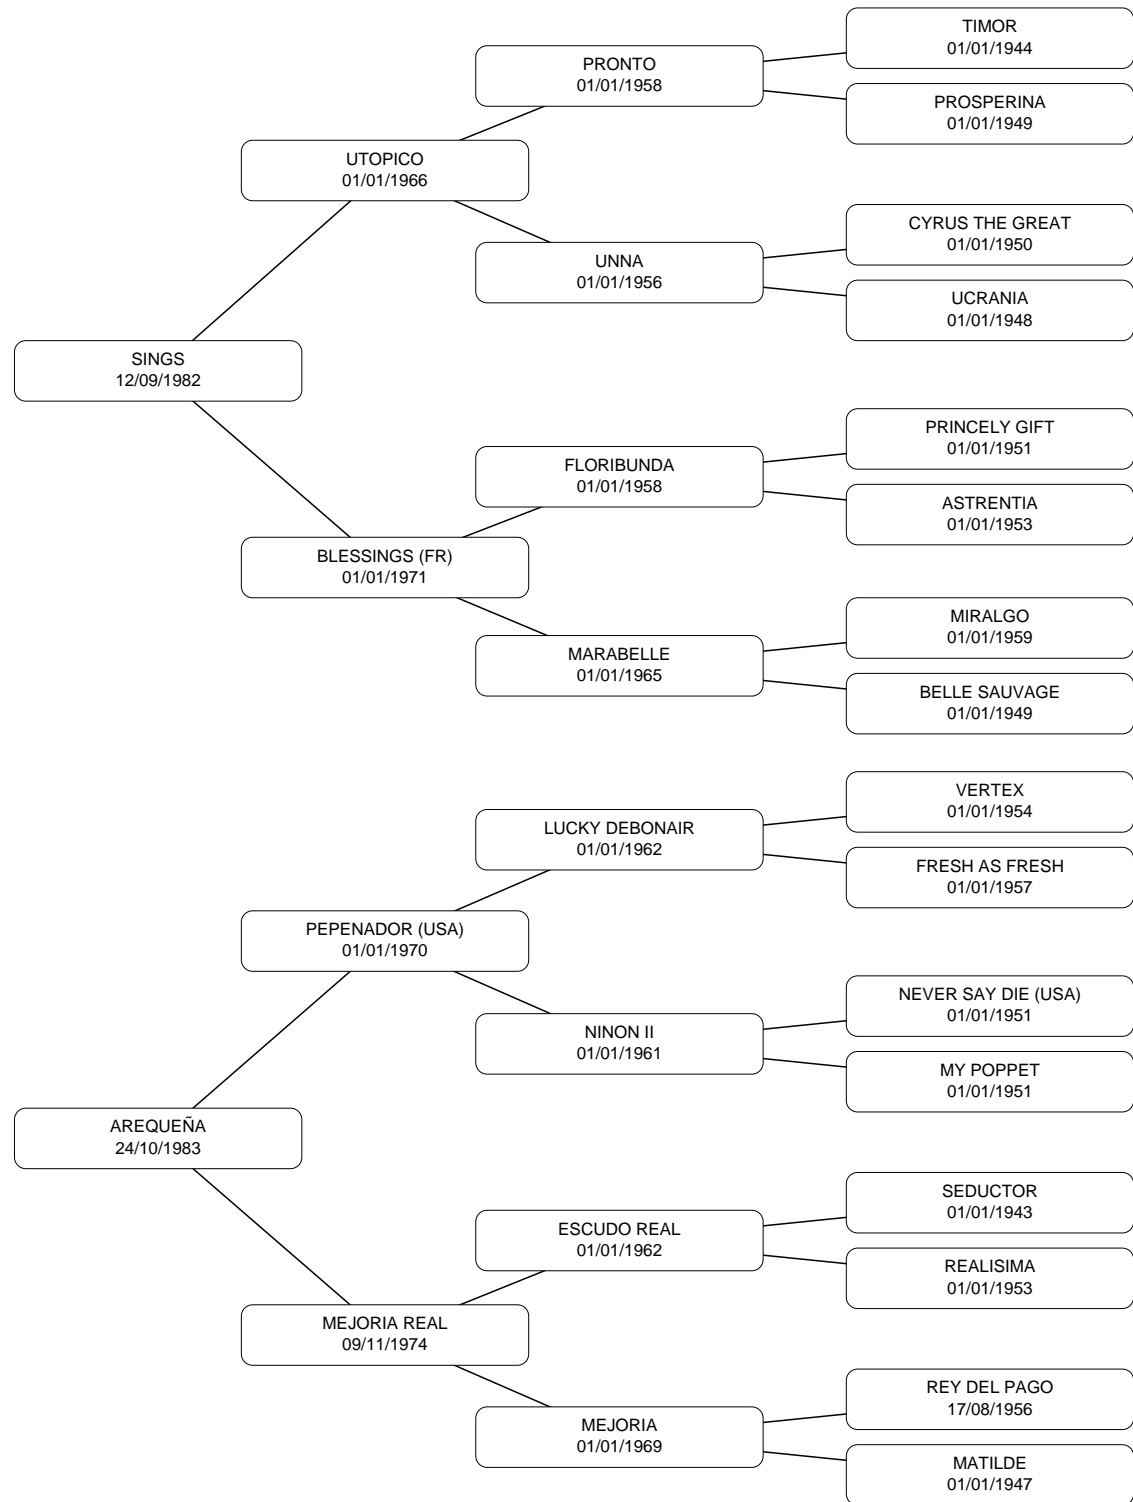 TIMOR
01/01/1944
PRONTO
01/01/1958
PROSPERINA
01/01/1949
UTOPICO
01/01/1966
CYRUS THE GREAT
01/01/1950
UNNA
01/01/1956
UCRANIA
01/01/1948
SINGS
12/09/1982
PRINCELY GIFT
01/01/1951
FLORIBUNDA
01/01/1958
ASTRENTIA
01/01/1953
BLESSINGS (FR)
01/01/1971
MIRALGO
01/01/1959
MARABELLE
01/01/1965
BELLE SAUVAGE
01/01/1949
VERTEX
01/01/1954
LUCKY DEBONAIR
01/01/1962
FRESH AS FRESH
01/01/1957
PEPENADOR (USA)
01/01/1970
NEVER SAY DIE (USA)
01/01/1951
NINON II
01/01/1961
MY POPPET
01/01/1951
AREQUEÑA
24/10/1983
SEDUCTOR
01/01/1943
ESCUDO REAL
01/01/1962
REALISIMA
01/01/1953
MEJORIA REAL
09/11/1974
REY DEL PAGO
17/08/1956
MEJORIA
01/01/1969
MATILDE
01/01/1947